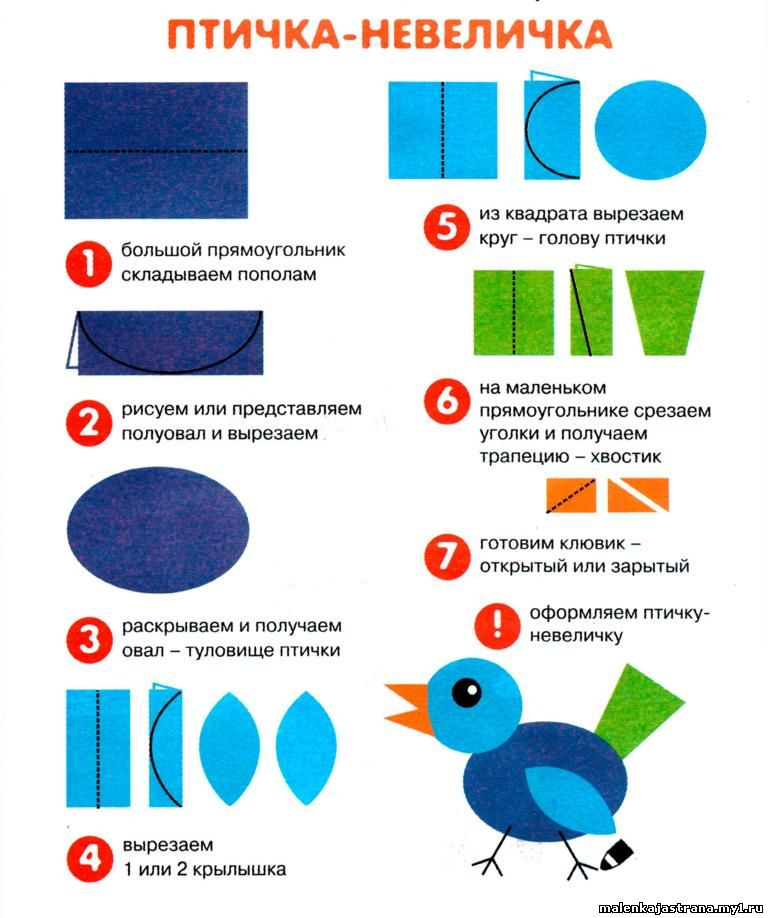 ПТИЧКА-НЕВЕЛИЧКА
1
большой прямоугольник
складываем пополам
2
рисуем или представляем
полуовал и вырезаем
3
раскрываем и получаем
овал – туловище птички
4
вырезаем
1 или 2 крылышка
5
из квадрата вырезаем
круг – голову птички
6
на маленьком
прямоугольнике срезаем
уголки и получаем
трапецию – хвостик
7
готовим клювик –
открытый или зарытый
!
оформляем птичку-
невеличку
malenkajastrana.my1.ru